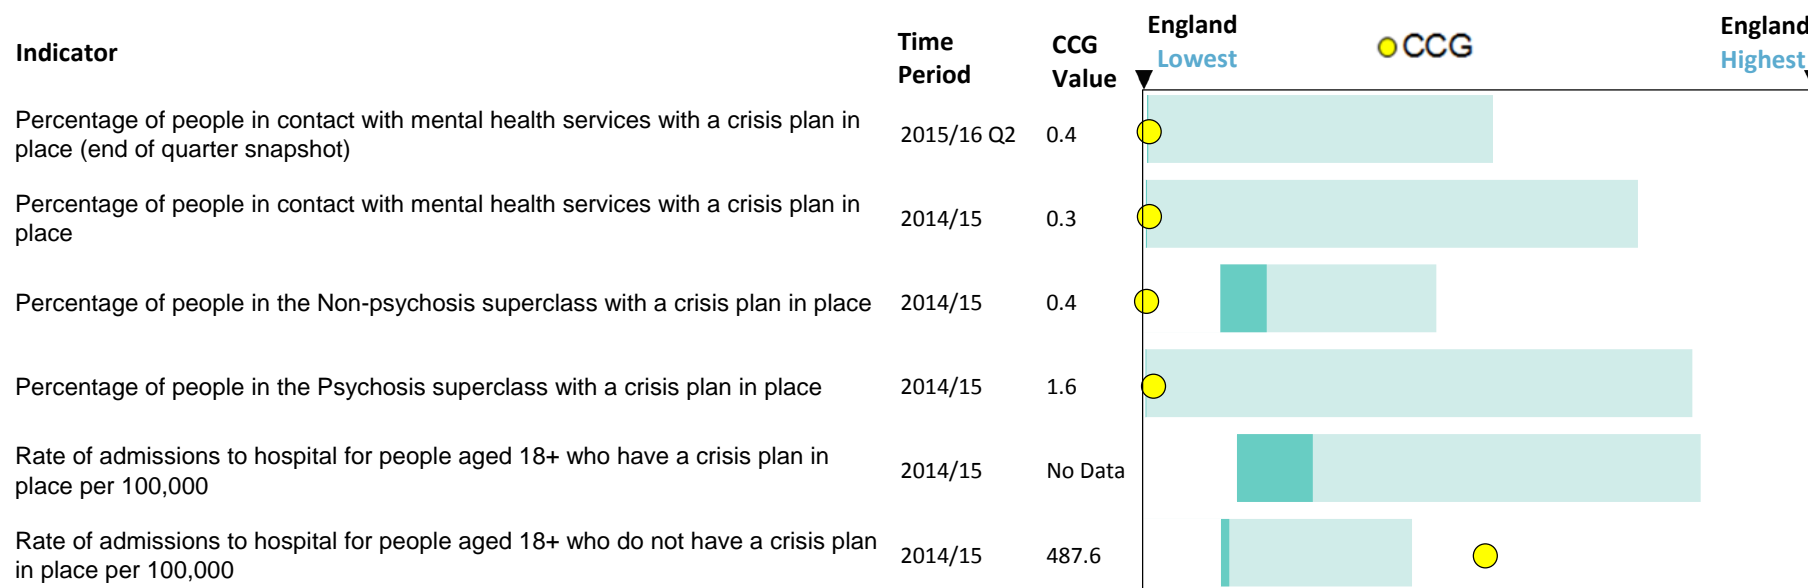 Indicator
Time
Period
CCG
Value
England
Lowest
CCG
England
Highest
Percentage of people in contact with mental health services with a crisis plan in
place (end of quarter snapshot)
2015/16 Q2
0.4
Percentage of people in contact with mental health services with a crisis plan in
place
2014/15
0.3
Percentage of people in the Non-psychosis superclass with a crisis plan in place
2014/15
0.4
Percentage of people in the Psychosis superclass with a crisis plan in place
2014/15
1.6
Rate of admissions to hospital for people aged 18+ who have a crisis plan in
place per 100,000
2014/15
No Data
Rate of admissions to hospital for people aged 18+ who do not have a crisis plan
in place per 100,000
2014/15
487.6